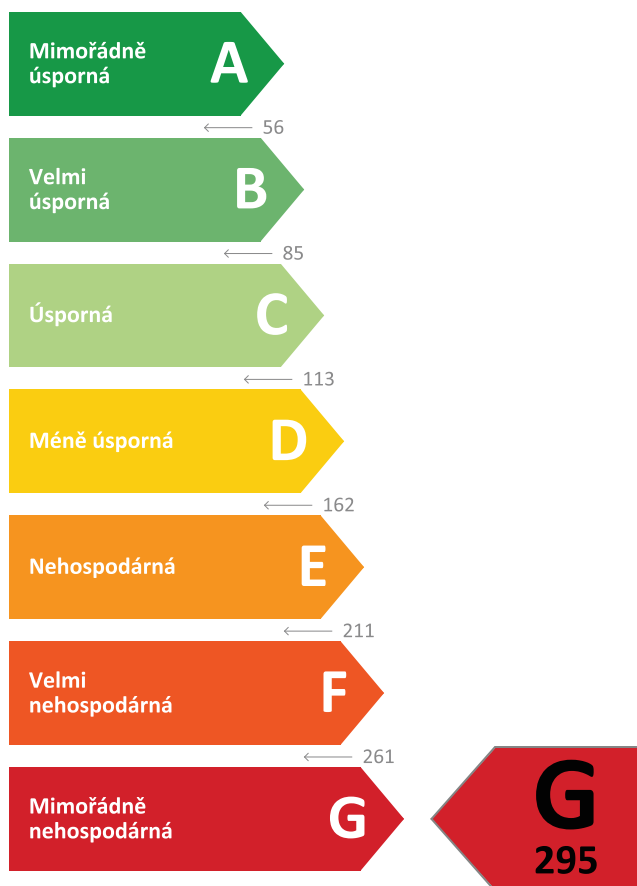 Mimořádně
úsporná
A
56
Velmi
úsporná
B
85
Úsporná
C
113
Méně úsporná
D
162
Nehospodárná
E
211
Velmi
nehospodárná
F
261
Mimořádně
nehospodárná
G
G
295